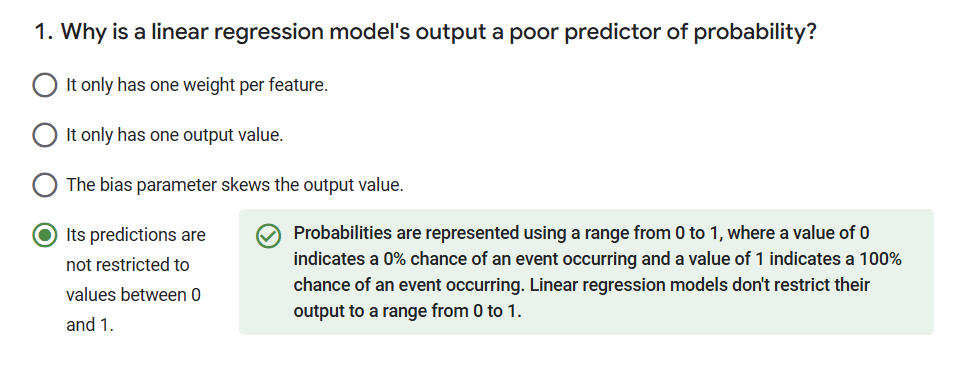 1. Why is a linear regression model's output a poor predictor of probability?
It only has one weight per feature.
It only has one output value.
The bias parameter skews the output value.
Its predictions are
not restricted to
values between 0
and 1.
Probabilities are represented using a range from 0 to 1, where a value of 0
indicates a 0% chance of an event occurring and a value of 1 indicates a 100%
chance of an event occurring. Linear regression models don't restrict their
output to a range from 0 to 1.